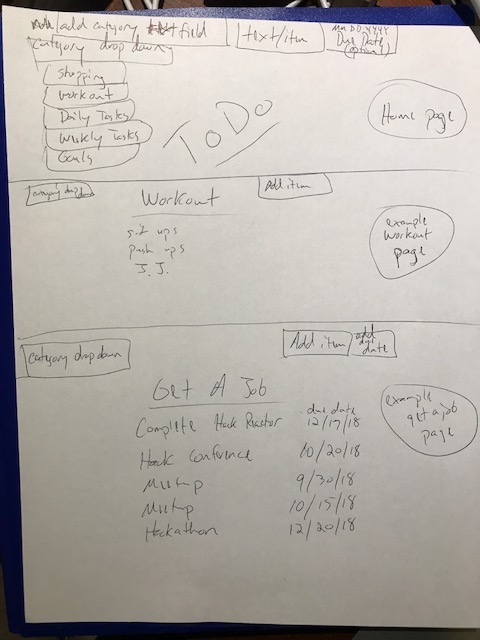 add category field
text/item
MM DD YYYY
Due Date
(optional)
Category drop down
Shopping
workout
Daily Tasks
Weekly Tasks
Goals
ToDo
Home page
category drop down
Workout
Add item
sit ups
push ups
J.J.
example
workout
page
category drop down
Add item
add
due
date
Get A Job
due date
Complete Hack Reactor 12/17/18
Hack Conference 10/20/18
Meetup 9/30/18
Meetup 10/15/18
Hackathon 12/20/18
example
get a job
page